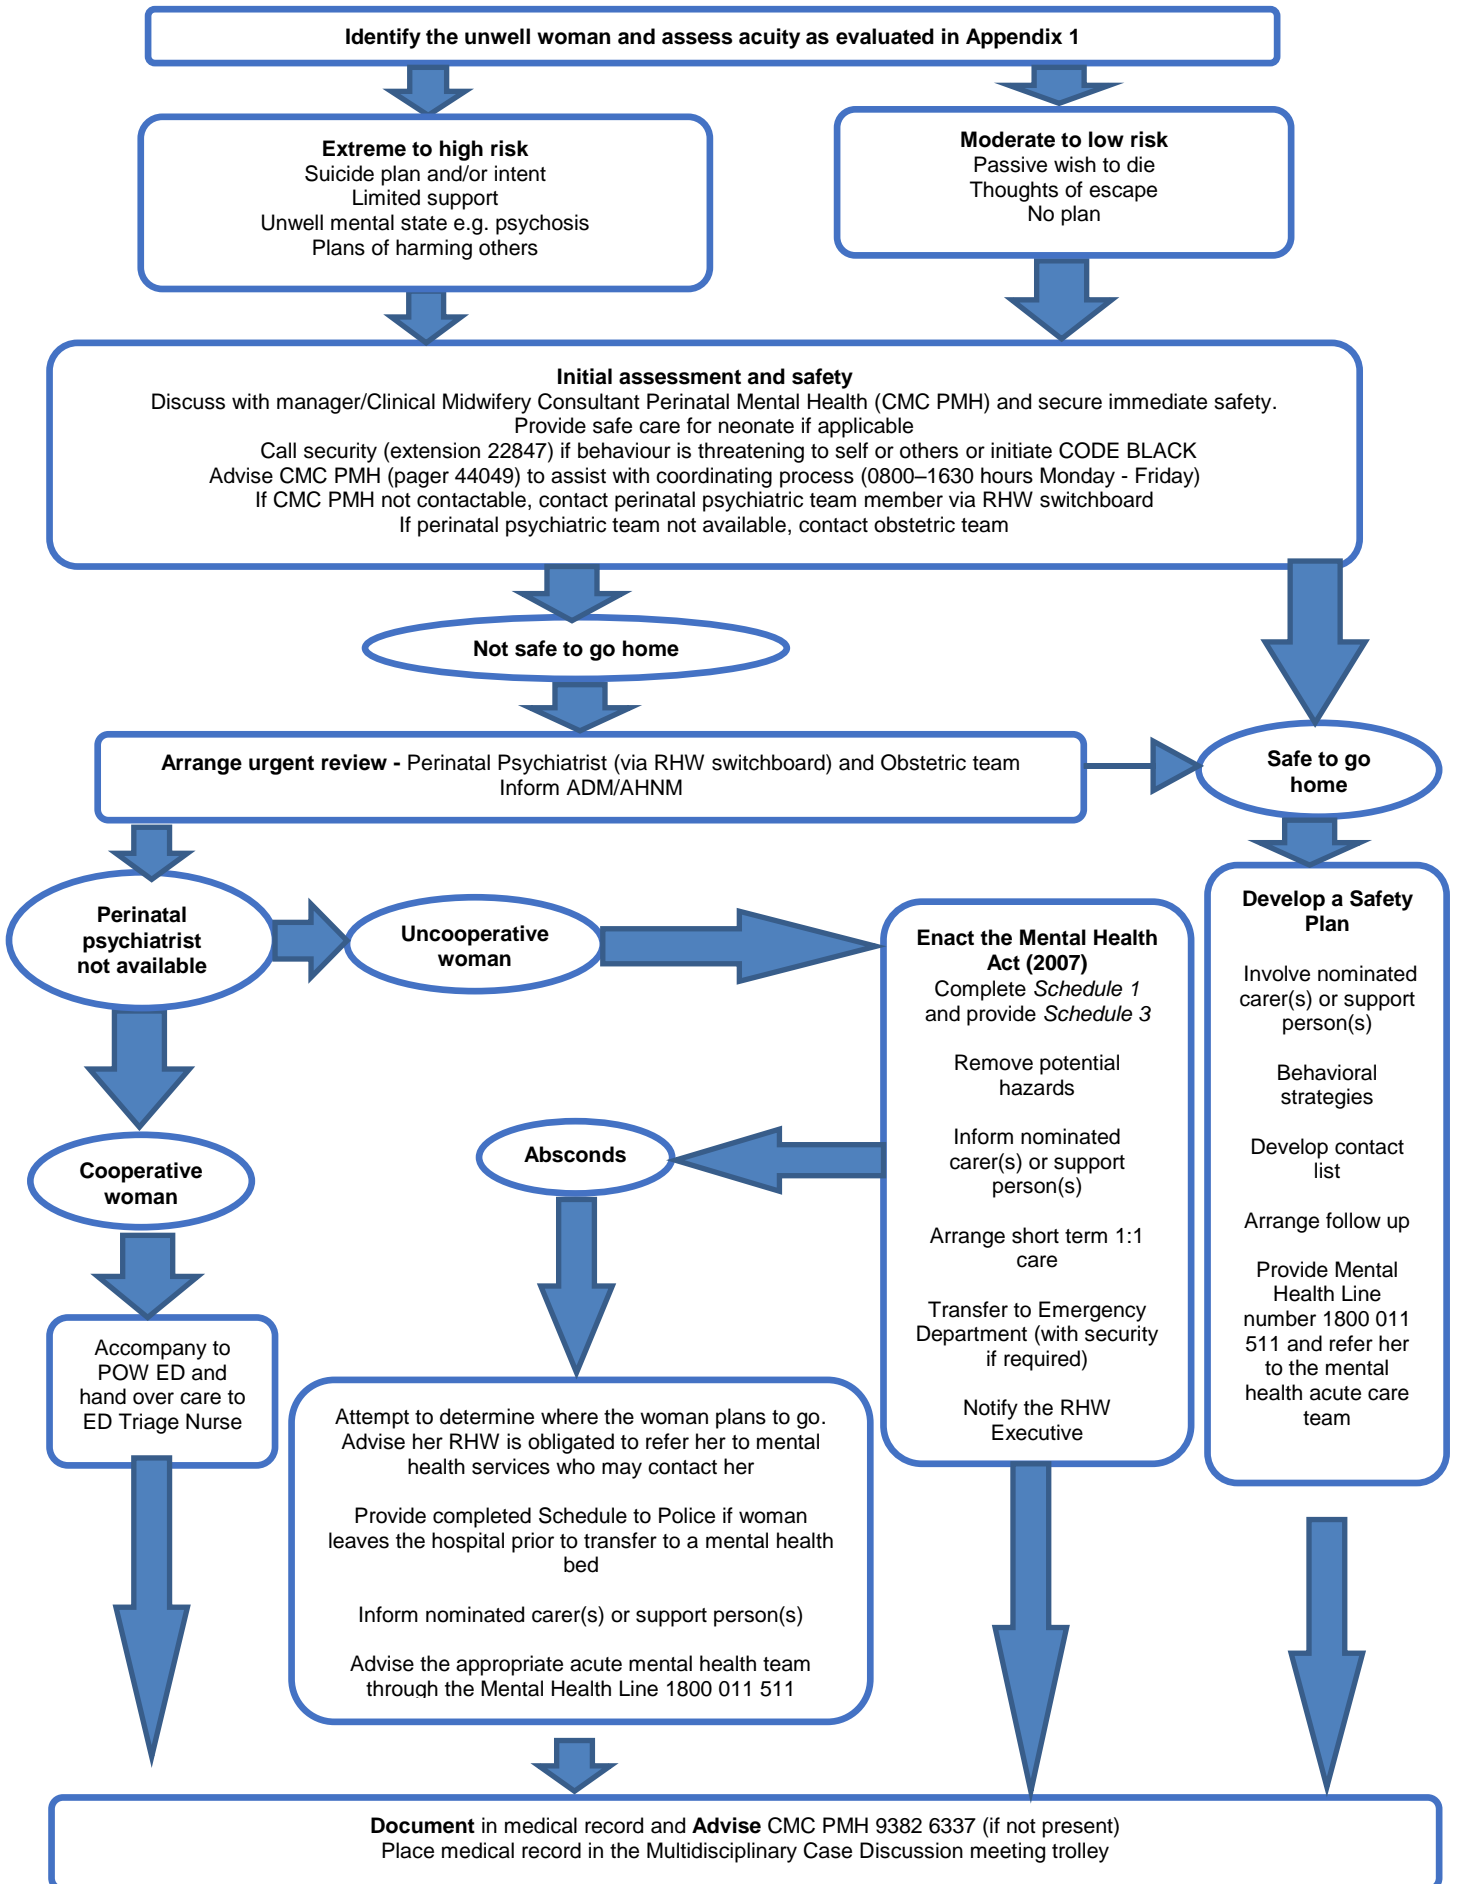 Identify the unwell woman and assess acuity as evaluated in Appendix 1
Extreme to high risk
Suicide plan and/or intent
Limited support
Unwell mental state e.g. psychosis
Plans of harming others
Moderate to low risk
Passive wish to die
Thoughts of escape
No plan
Initial assessment and safety
Discuss with manager/Clinical Midwifery Consultant Perinatal Mental Health (CMC PMH) and secure immediate safety.
Provide safe care for neonate if applicable
Call security (extension 22847) if behaviour is threatening to self or others or initiate CODE BLACK
Advise CMC PMH (pager 44049) to assist with coordinating process (0800–1630 hours Monday - Friday)
If CMC PMH not contactable, contact perinatal psychiatric team member via RHW switchboard
If perinatal psychiatric team not available, contact obstetric team
Not safe to go home
Arrange urgent review - Perinatal Psychiatrist (via RHW switchboard) and Obstetric team
Inform ADM/AHNM
Safe to go
home
Perinatal
psychiatrist
not available
Uncooperative
woman
Enact the Mental Health
Act (2007)
Complete Schedule 1
and provide Schedule 3
Remove potential
hazards
Inform nominated
carer(s) or support
person(s)
Arrange short term 1:1
care
Transfer to Emergency
Department (with security
if required)
Notify the RHW
Executive
Develop a Safety
Plan
Involve nominated
carer(s) or support
person(s)
Behavioral
strategies
Develop contact
list
Arrange follow up
Provide Mental
Health Line
number 1800 011
511 and refer her
to the mental
health acute care
team
Absconds
Cooperative
woman
Accompany to
POW ED and
hand over care to
ED Triage Nurse
Attempt to determine where the woman plans to go.
Advise her RHW is obligated to refer her to mental
health services who may contact her
Provide completed Schedule to Police if woman
leaves the hospital prior to transfer to a mental health
bed
Inform nominated carer(s) or support person(s)
Advise the appropriate acute mental health team
through the Mental Health Line 1800 011 511
Document in medical record and Advise CMC PMH 9382 6337 (if not present)
Place medical record in the Multidisciplinary Case Discussion meeting trolley